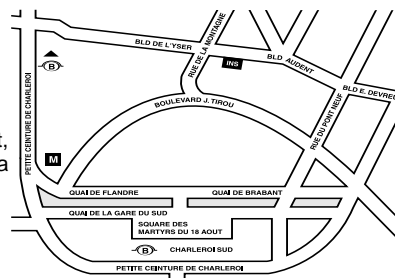 BLD DE L'YSER
RUE DE LA MONTAGNE
B
INS
BLD AUDENT
BLD E. DEVREU
PETITE CEINTURE DE CHARLEROI
BOULEVARD J. TIROU
RUE DU PONT NEUF
t,
a
M
QUAI DE FLANDRE
QUAI DE BRABANT
QUAI DE LA GARE DU SUD
SQUARE DES
MARTYRS DU 18 AOUT
B
CHARLEROI SUD
PETITE CEINTURE DE CHARLEROI